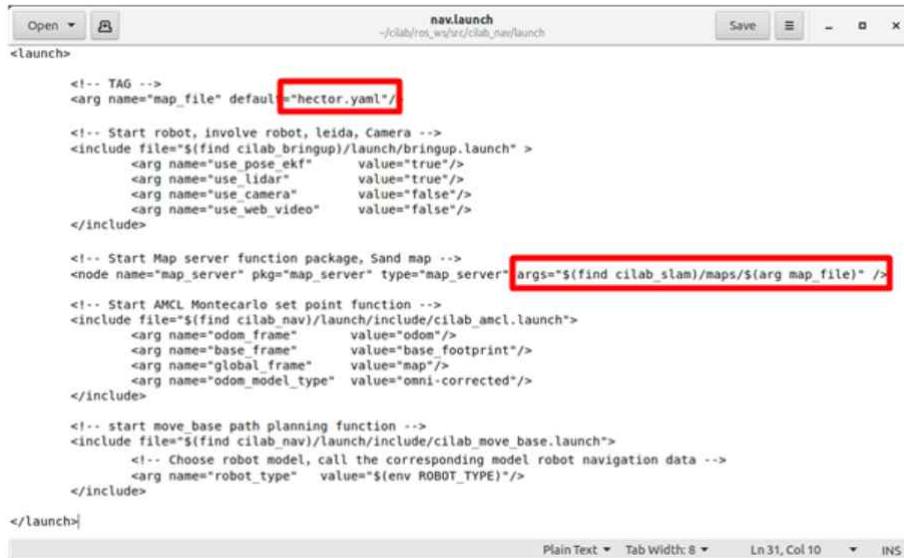 Open
nav.launch
~/cilab/ros_ws/src/cilab_nav/launch
Save
<launch>
<!-- TAG -->
<arg name="map_file" default="hector.yaml"/
<!-- Start robot, involve robot, leida, Camera -->
<include file="$(find cilab_bringup)/launch/bringup.launch" >
<arg name="use_pose_ekf" value="true"/>
<arg name="use_lidar" value="true"/>
<arg name="use_camera" value="false"/>
<arg name="use_web_video" value="false"/>
</include>
<!-- Start Map server function package, Sand map -->
<node name="map_server" pkg="map_server" type="map_server" args="$(find cilab_slam)/maps/$(arg map_file)" />
<!-- Start AMCL Montecarlo set point function -->
<include file="$(find cilab_nav)/launch/include/cilab_amcl.launch">
<arg name="odom_frame" value="odom"/>
<arg name="base_frame" value="base_footprint"/>
<arg name="global_frame" value="map"/>
<arg name="odom_model_type" value="omni-corrected"/>
</include>
<!-- start move_base path planning function -->
<include file="$(find cilab_nav)/launch/include/cilab_move_base.launch">
<!-- Choose robot model, call the corresponding model robot navigation data -->
<arg name="robot_type" value="$(env ROBOT_TYPE)"/>
</include>
</launch>
Plain Text Tab Width: 8 Ln 31, Col 10 INS